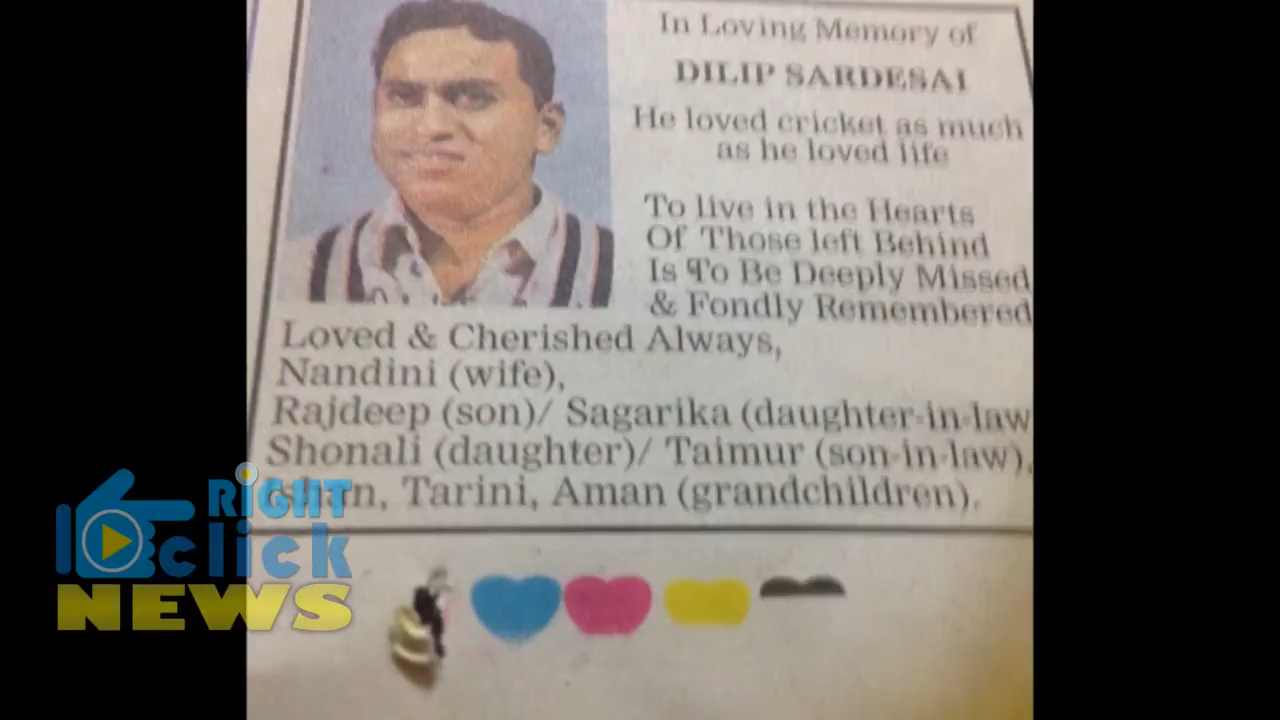 In Loving Memory of
DILIP SARDESAI
He loved cricket as much
as he loved life
To live in the Hearts
Of Those left Behind
Is To Be Deeply Missed
& Fondly Remembered
Loved & Cherished Always,
Nandini (wife),
Rajdeep (son)/ Sagarika (daughter-in-law
Shonali (daughter)/ Taimur (son-in-law),
Tarini, Aman (grandchildren).
RIGHT
click
NEWS